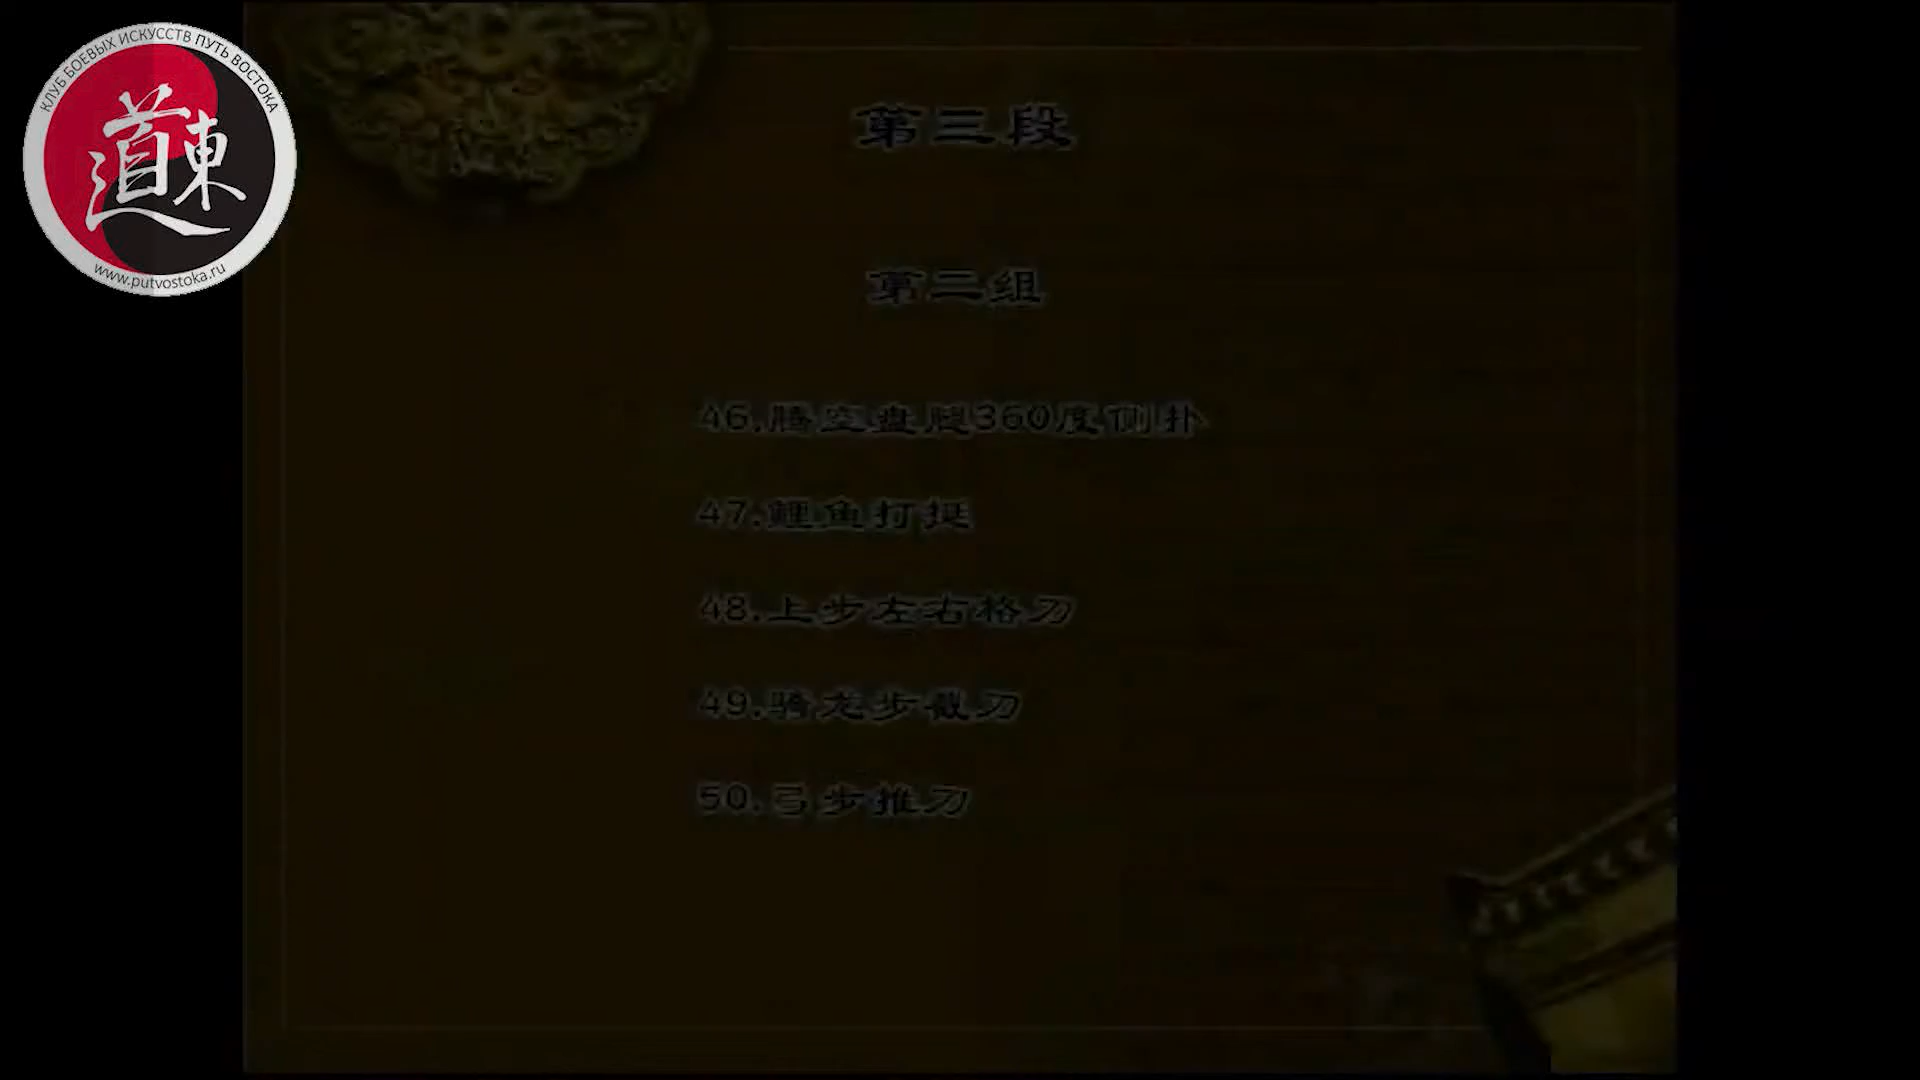 КЛУБ БОЕВЫХ ИСКУССТВ ПУТЬ ВОСТОКА
道東
www.putvostoka.ru
第三段
第二组
46.腾空盘腿360度侧扑
47.鲤鱼打挺
48.上步左右格刀
49.骑龙步截刀
50.弓步推刀